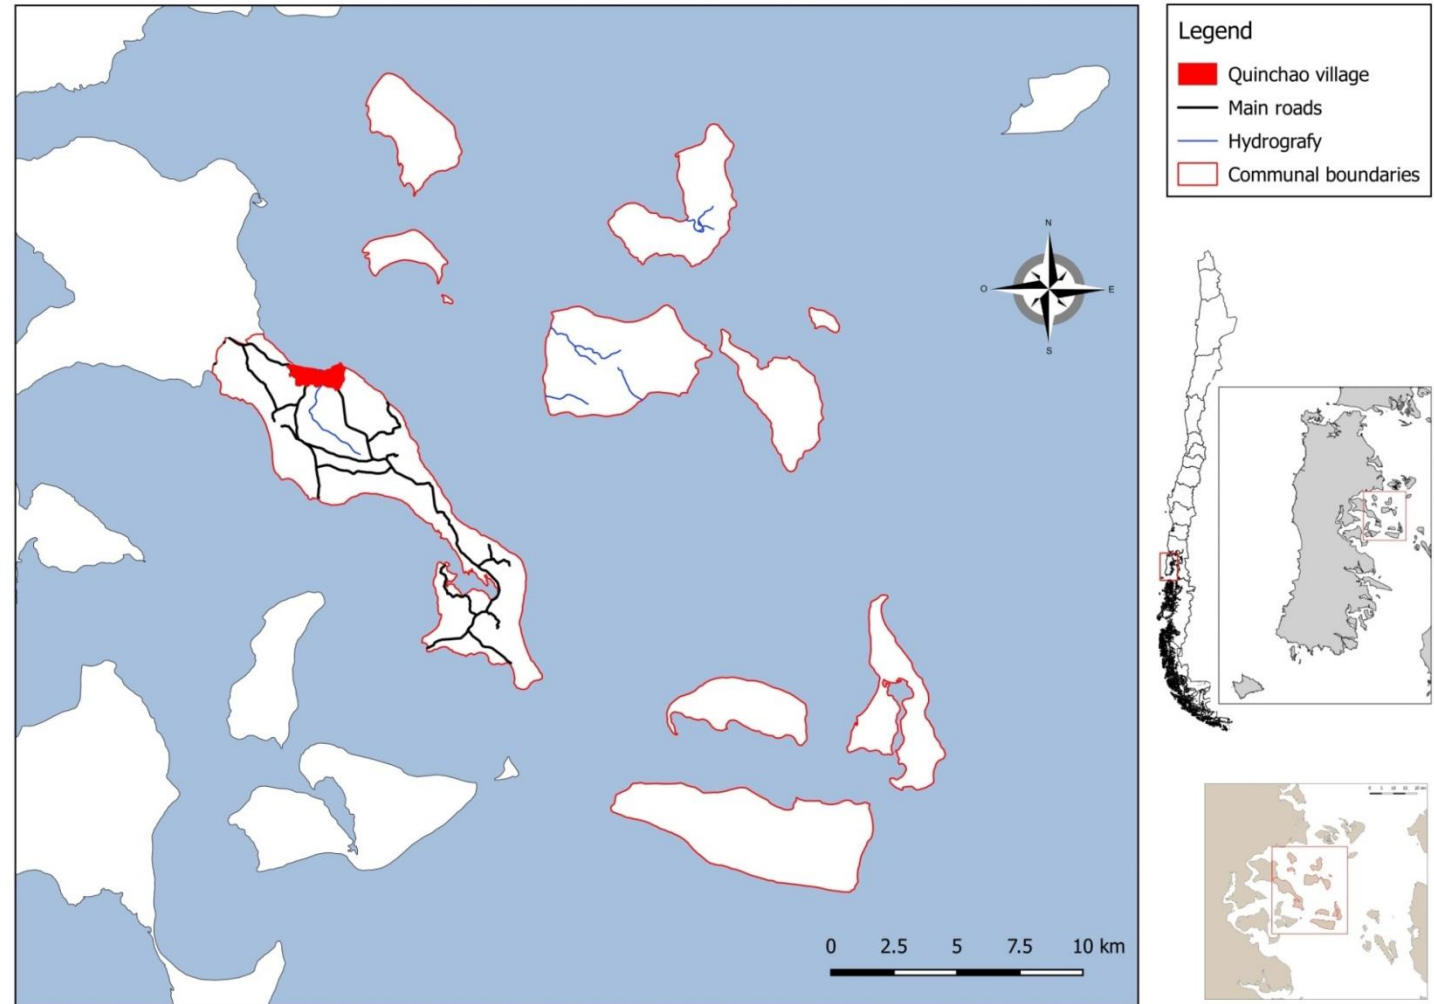 Legend
Quinchao village
Main roads
Hydrografy
Communal boundaries
N
O
E
S
0 2.5 5 7.5 10 km